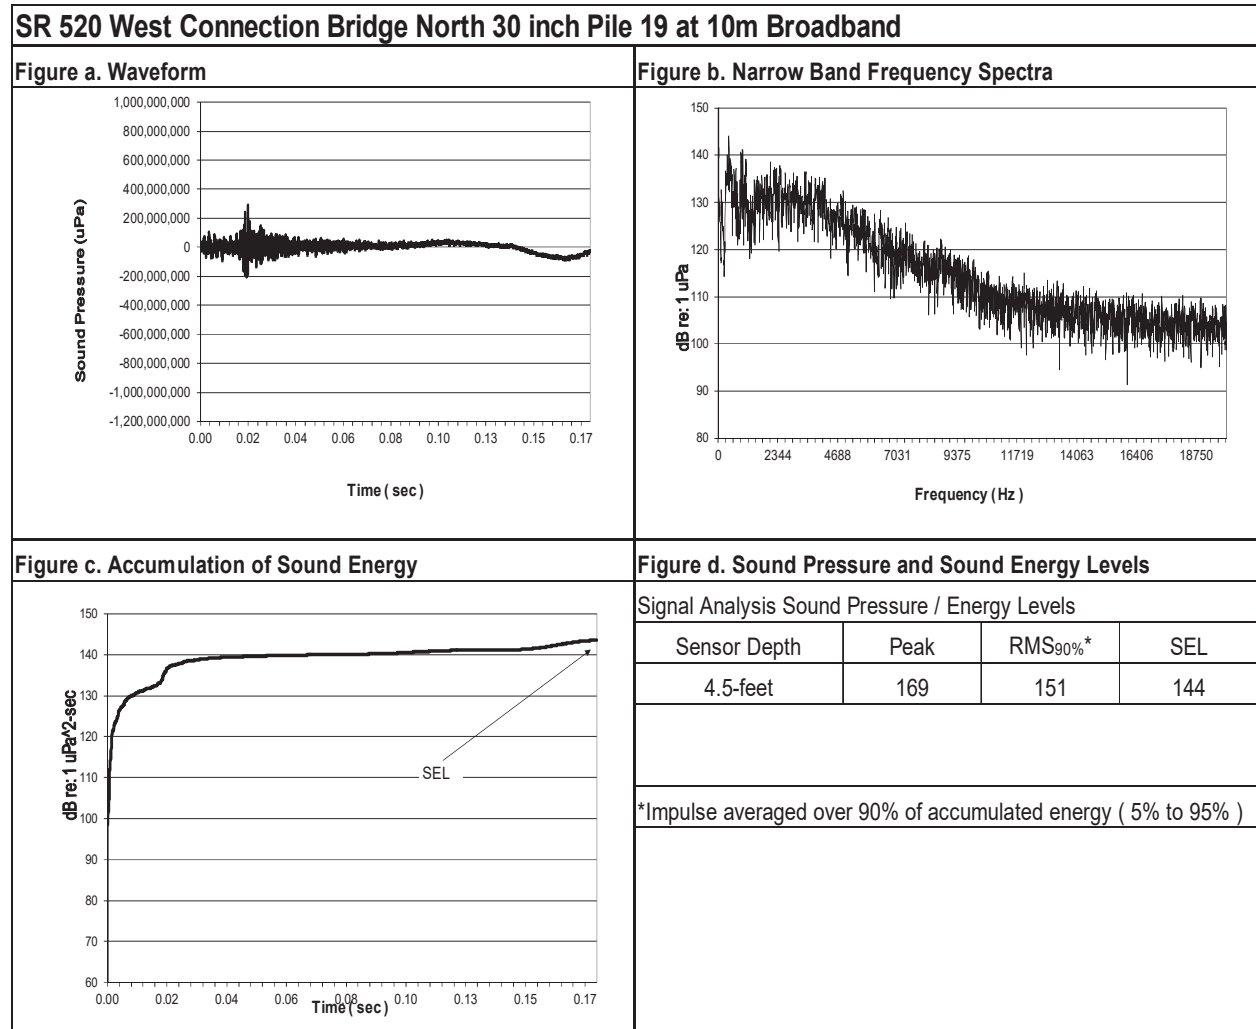 SR 520 West Connection Bridge North 30 inch Pile 19 at 10m Broadband
Figure a. Waveform
1,000,000,000
800,000,000
600,000,000
400,000,000
200,000,000
0
-200,000,000
-400,000,000
-600,000,000
-800,000,000
-1,000,000,000
-1,200,000,000
Sound Pressure (uPa)
0.00 0.02 0.04 0.06 0.08 0.10 0.13 0.15 0.17
Time ( sec )
Figure b. Narrow Band Frequency Spectra
150
140
130
120
110
100
90
80
dB re: 1 uPa
0 2344 4688 7031 9375 11719 14063 16406 18750
Frequency ( Hz )
Figure c. Accumulation of Sound Energy
150
140
130
120
110
100
90
80
70
60
dB re: 1 uPa^2-sec
SEL
0.00 0.02 0.04 0.06 0.08 0.10 0.13 0.15 0.17
Time ( sec )
Figure d. Sound Pressure and Sound Energy Levels
Signal Analysis Sound Pressure / Energy Levels
Sensor Depth Peak RMS90%* SEL
4.5-feet 169 151 144
*Impulse averaged over 90% of accumulated energy ( 5% to 95% )